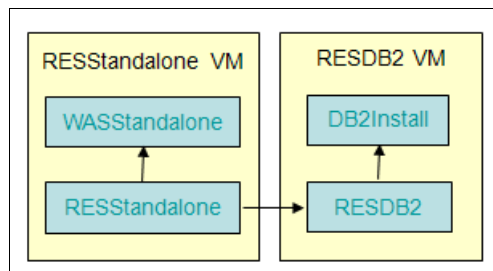 RESStandalone VM
WASStandalone
RESStandalone
RESDB2 VM
DB2Install
RESDB2